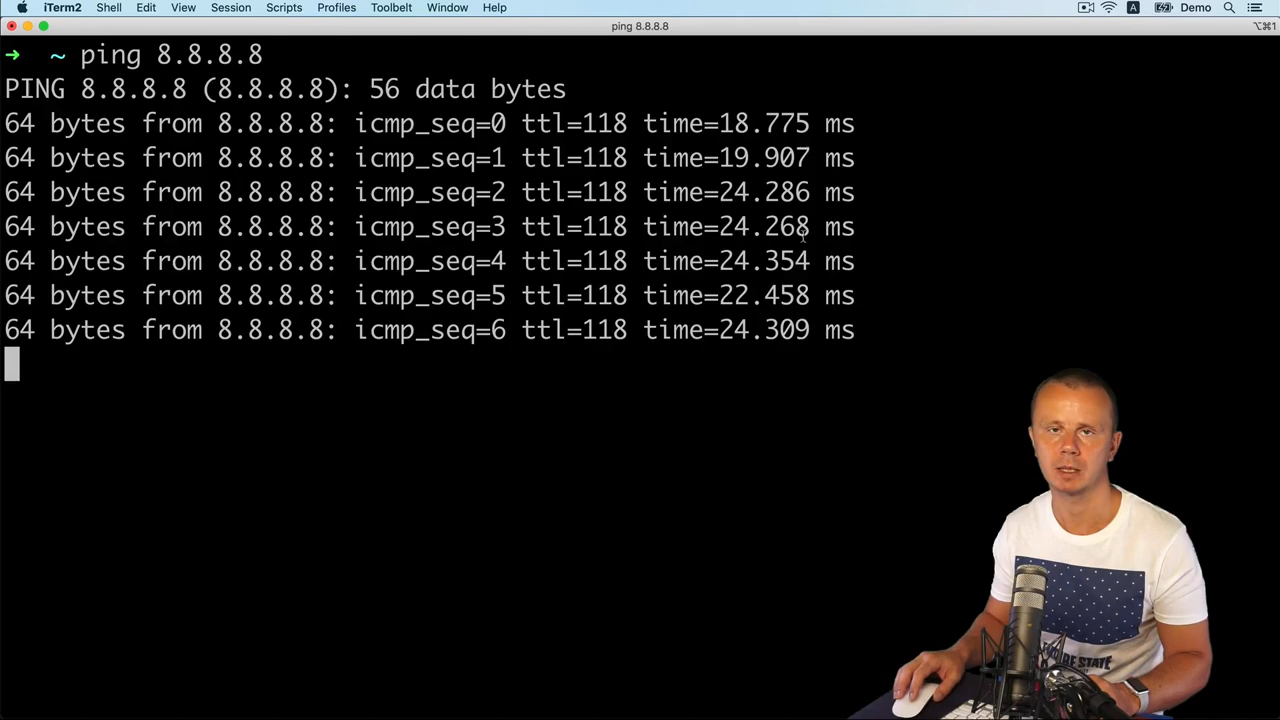 iTerm2 Shell Edit View Session Scripts Profiles Toolbelt Window Help A Demo
ping 8.8.8.8 ⌥⌘1
➜ ~ ping 8.8.8.8
PING 8.8.8.8 (8.8.8.8): 56 data bytes
64 bytes from 8.8.8.8: icmp_seq=0 ttl=118 time=18.775 ms
64 bytes from 8.8.8.8: icmp_seq=1 ttl=118 time=19.907 ms
64 bytes from 8.8.8.8: icmp_seq=2 ttl=118 time=24.286 ms
64 bytes from 8.8.8.8: icmp_seq=3 ttl=118 time=24.268 ms
64 bytes from 8.8.8.8: icmp_seq=4 ttl=118 time=24.354 ms
64 bytes from 8.8.8.8: icmp_seq=5 ttl=118 time=22.458 ms
64 bytes from 8.8.8.8: icmp_seq=6 ttl=118 time=24.309 ms
STATE